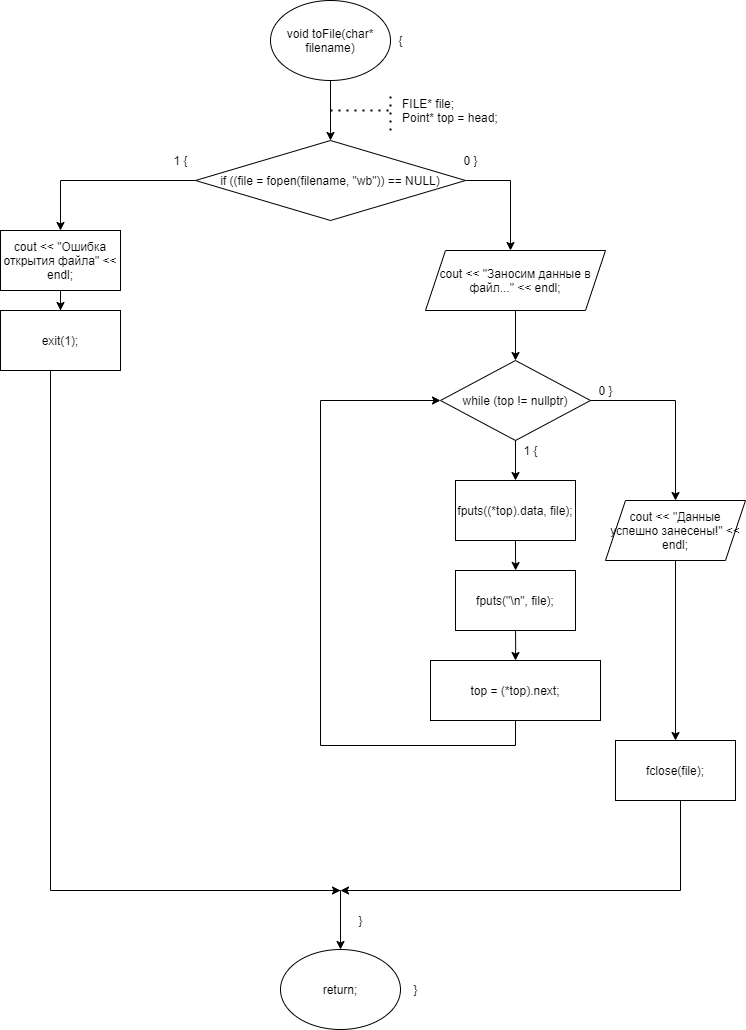 void toFile(char*
filename)
{
FILE* file;
Point* top = head;
1 {
0 }
if ((file = fopen(filename, "wb")) == NULL)
cout << "Ошибка
открытия файла" <<
endl;
exit(1);
cout << "Заносим данные в
файл..." << endl;
while (top != nullptr)
0 }
1 {
fputs((*top).data, file);
fputs("\n", file);
top = (*top).next;
cout << "Данные
успешно занесены!" <<
endl;
fclose(file);
}
return;
}